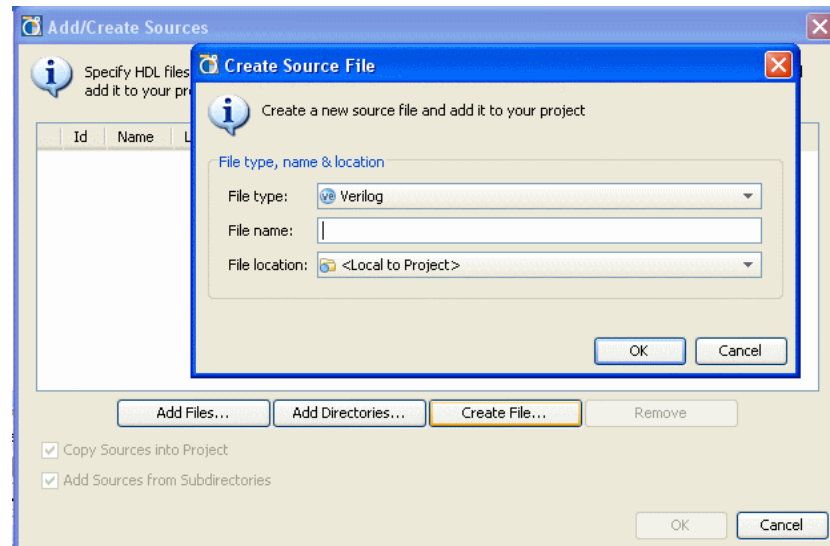 Add/Create Sources
Specify HDL files
add it to your pr
Id Name L
Create Source File
Create a new source file and add it to your project
File type, name & location
File type: Verilog
File name:
File location: <Local to Project>
OK Cancel
Add Files... Add Directories... Create File... Remove
Copy Sources into Project
Add Sources from Subdirectories
OK Cancel